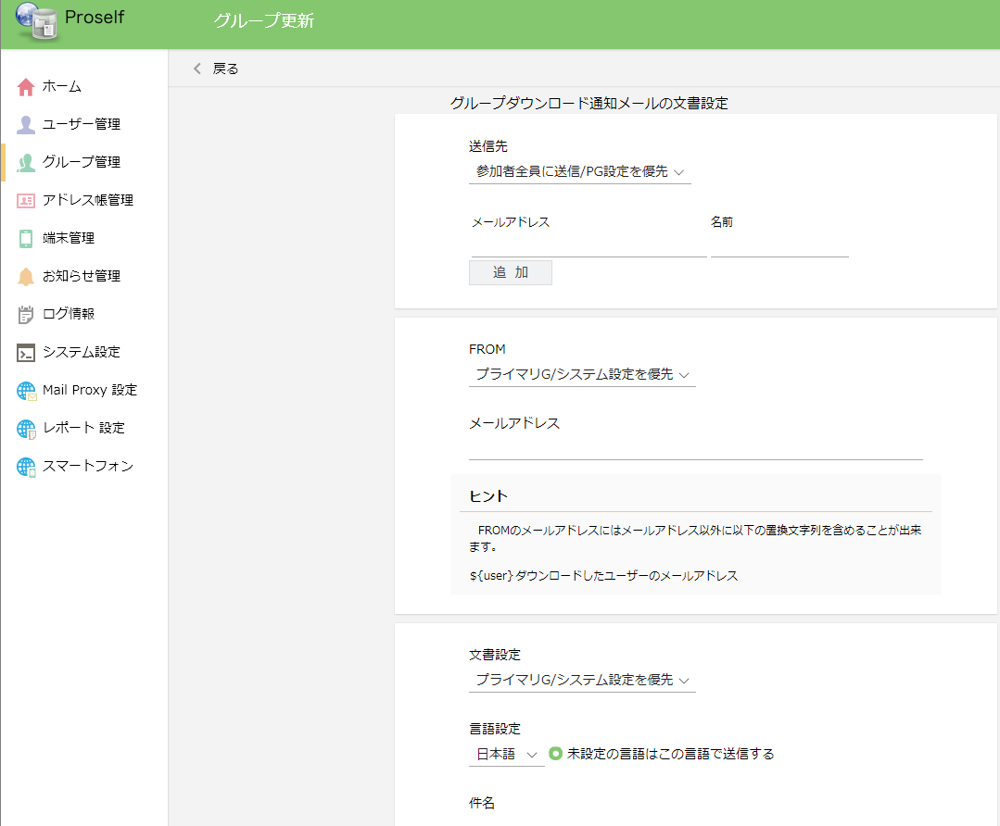 Proself
グループ更新
ホーム
ユーザー管理
グループ管理
アドレス帳管理
端末管理
お知らせ管理
ログ情報
システム設定
Mail Proxy 設定
レポート 設定
スマートフォン
戻る
グループダウンロード通知メールの文書設定
送信先
参加者全員に送信/PG設定を優先
メールアドレス 名前
追 加
FROM
プライマリG/システム設定を優先
メールアドレス
ヒント
FROMのメールアドレスにはメールアドレス以外に以下の置換文字列を含めることが出来
ます。
${user}ダウンロードしたユーザーのメールアドレス
文書設定
プライマリG/システム設定を優先
言語設定
日本語 未設定の言語はこの言語で送信する
件名